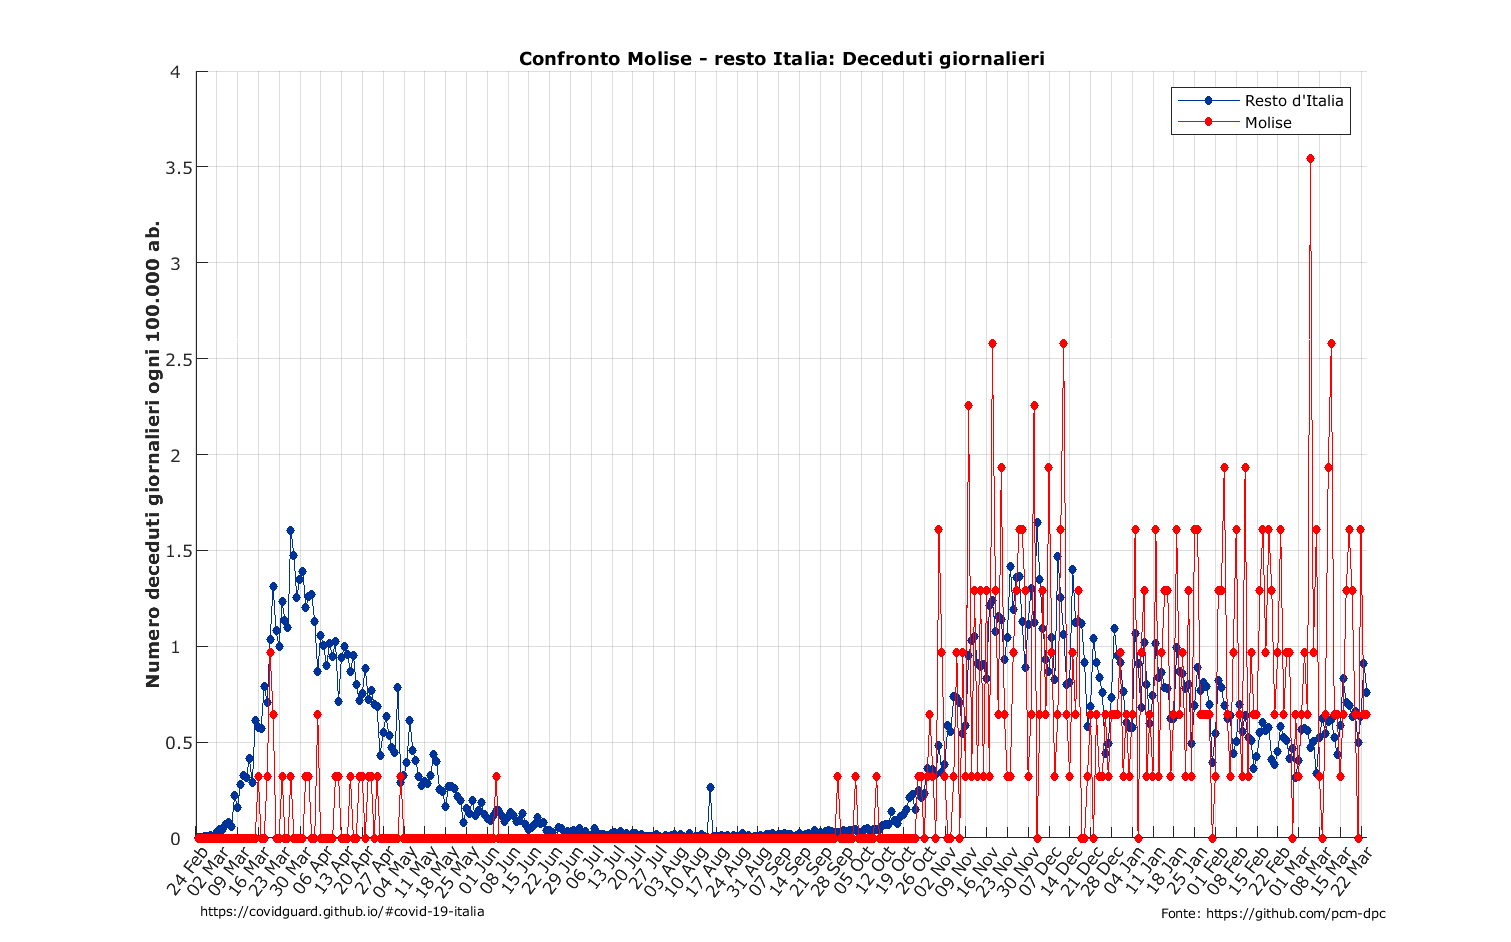 Confronto Molise - resto Italia: Deceduti giornalieri
Resto d'Italia
Molise
Numero deceduti giornalieri ogni 100.000 ab.
4
3.5
3
2.5
2
1.5
1
0.5
0
24 Feb
02 Mar
09 Mar
16 Mar
23 Mar
30 Mar
06 Apr
13 Apr
20 Apr
27 Apr
04 May
11 May
18 May
25 May
01 Jun
08 Jun
15 Jun
22 Jun
29 Jun
06 Jul
13 Jul
20 Jul
27 Jul
03 Aug
10 Aug
17 Aug
24 Aug
31 Aug
07 Sep
14 Sep
21 Sep
28 Sep
05 Oct
12 Oct
19 Oct
26 Oct
02 Nov
09 Nov
16 Nov
23 Nov
30 Nov
07 Dec
14 Dec
21 Dec
28 Dec
04 Jan
11 Jan
18 Jan
25 Jan
01 Feb
08 Feb
15 Feb
22 Feb
01 Mar
08 Mar
15 Mar
22 Mar
https://covidguard.github.io/#covid-19-italia
Fonte: https://github.com/pcm-dpc